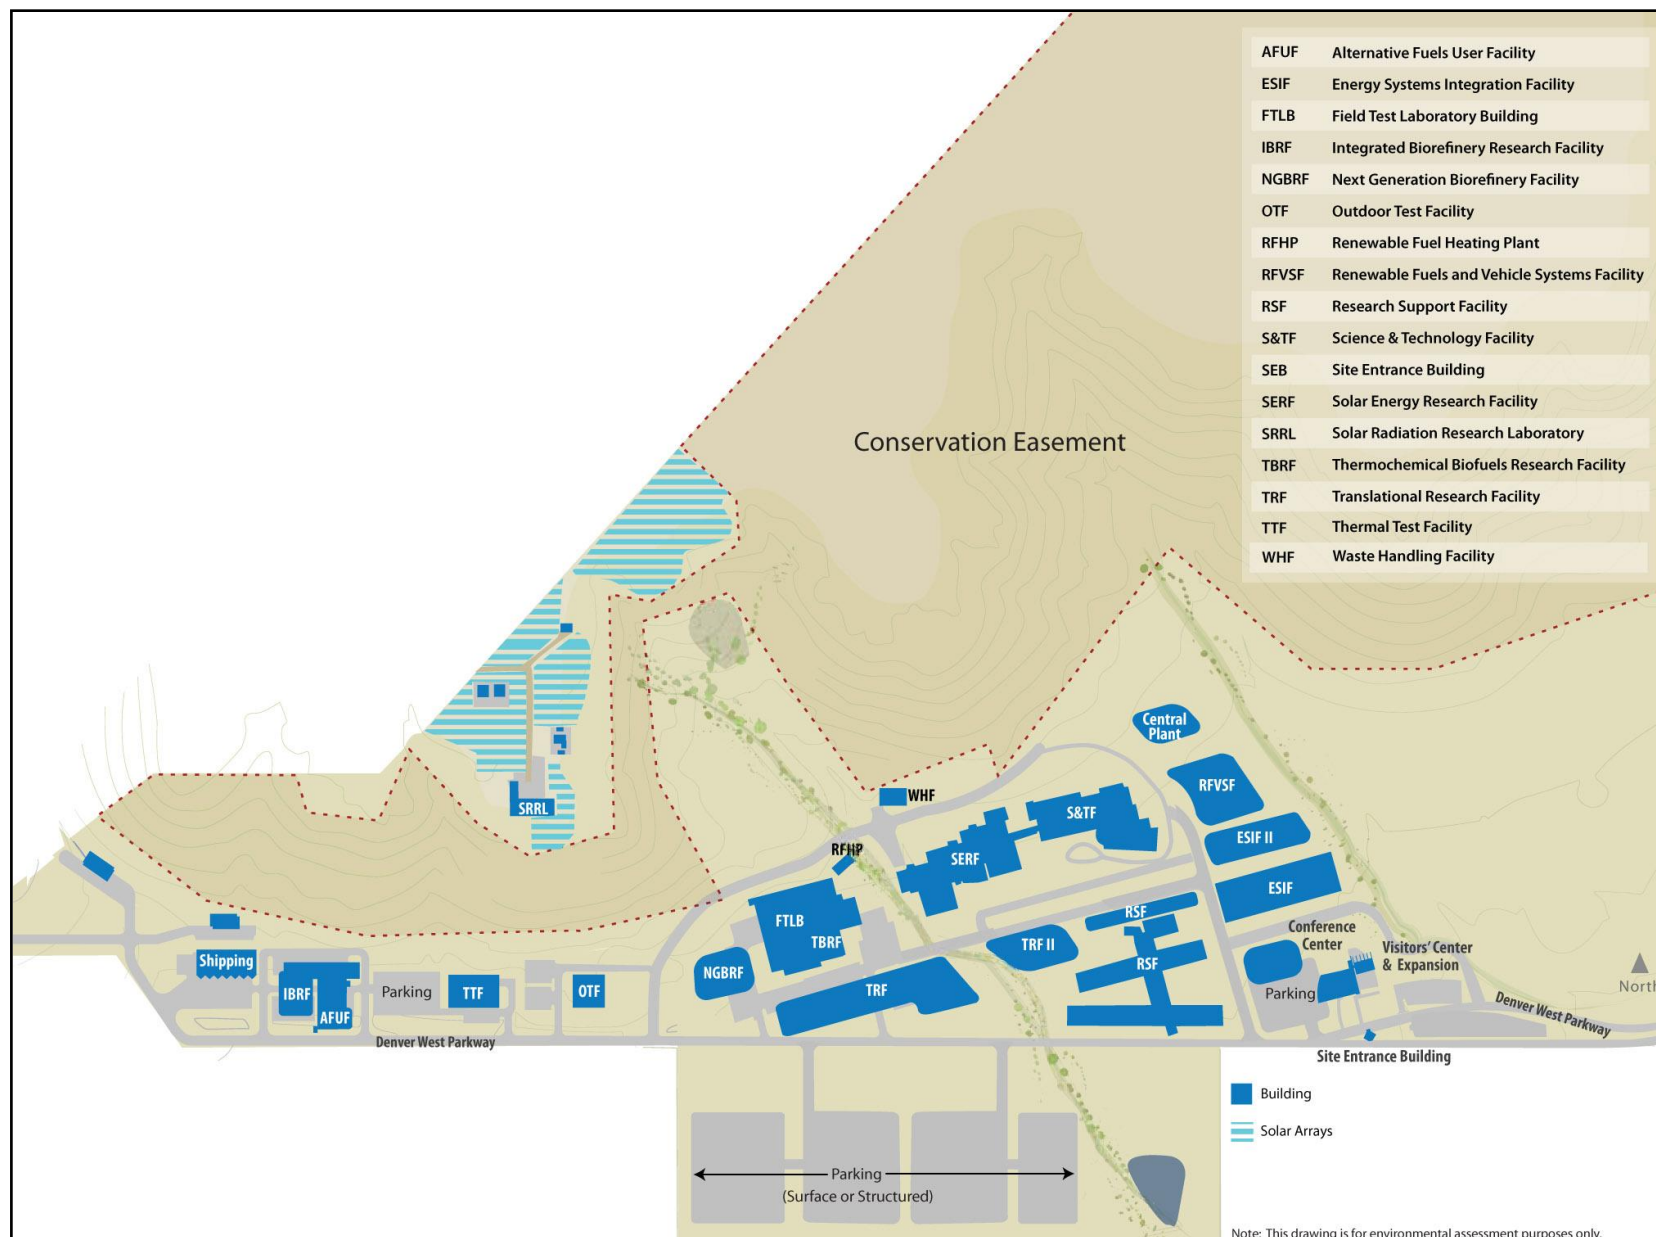 AFUF Alternative Fuels User Facility
ESIF Energy Systems Integration Facility
FTLB Field Test Laboratory Building
IBRF Integrated Biorefinery Research Facility
NGBRF Next Generation Biorefinery Facility
OTF Outdoor Test Facility
RFHP Renewable Fuel Heating Plant
RFVSF Renewable Fuels and Vehicle Systems Facility
RSF Research Support Facility
S&TF Science & Technology Facility
SEB Site Entrance Building
SERF Solar Energy Research Facility
SRRL Solar Radiation Research Laboratory
TBRF Thermochemical Biofuels Research Facility
TRF Translational Research Facility
TTF Thermal Test Facility
WHF Waste Handling Facility
Conservation Easement
Central
Plant
RFVSF
WHF
SRRL
S&TF
ESIF II
RFHP
SERF
ESIF
RSF
FTLB
TBRF
TRF II
Conference
Center
Visitors' Center
& Expansion
Shipping
NGBRF
RSF
IBRF
Parking
TTF
OTF
TRF
Parking
North
AFUF
Denver West Parkway
Denver West Parkway
Site Entrance Building
Building
Solar Arrays
Parking
(Surface or Structured)
Note: This drawing is for environmental assessment purposes only.